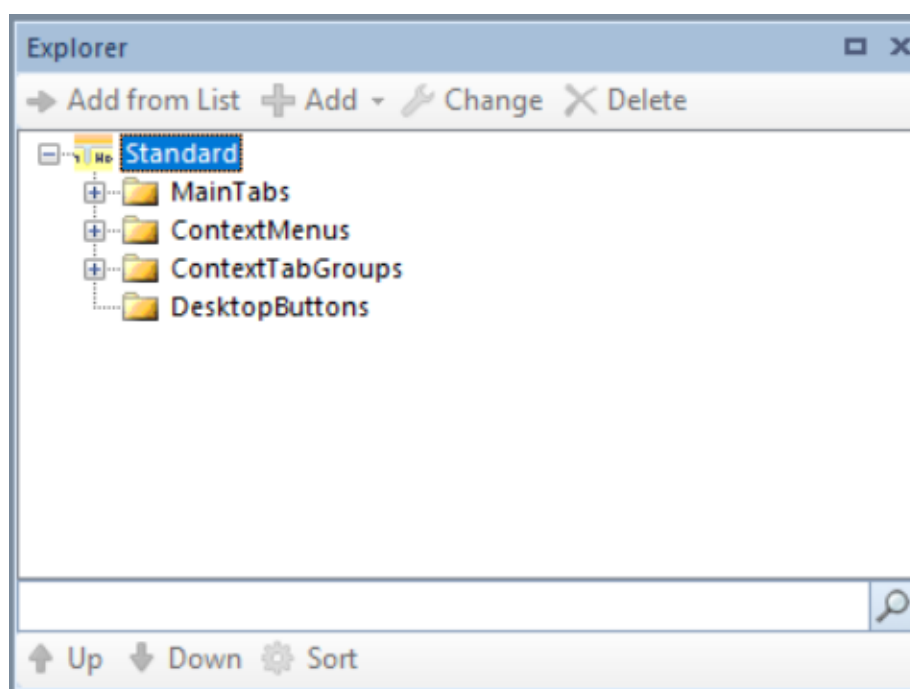 Explorer
Add from List Add Change Delete
Standard
MainTabs
ContextMenus
ContextTabGroups
DesktopButtons
Up Down Sort